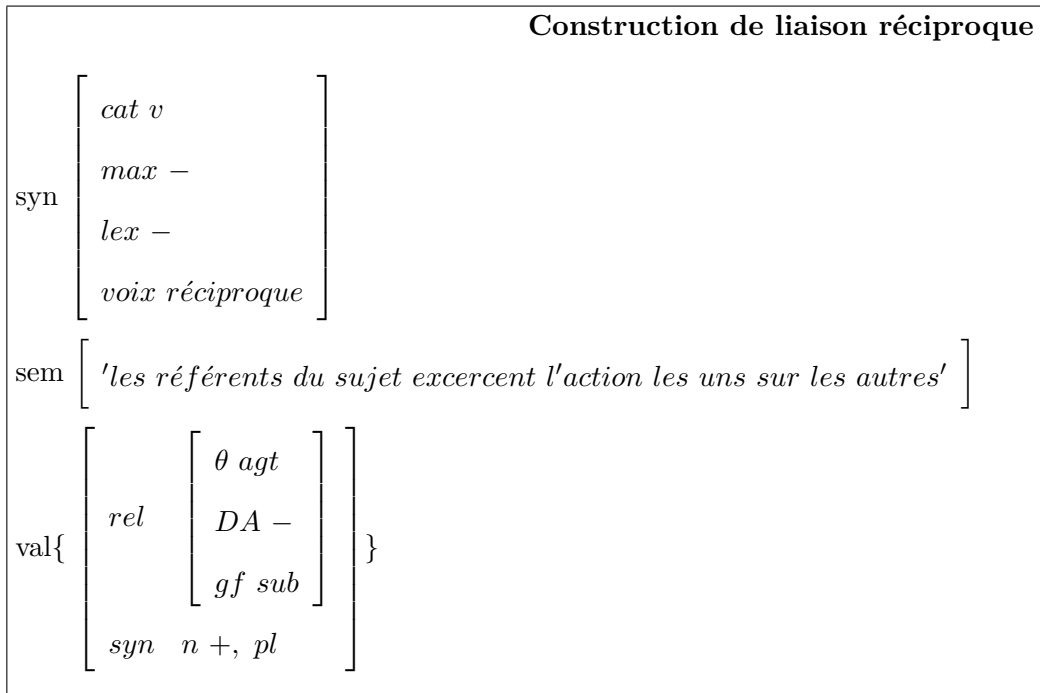 Construction de liaison réciproque
cat v
max −
syn
lex −
voix réciproque
sem [ ′les référents du sujet excercent l′action les uns sur les autres′ ]
θ agt
rel DA −
val{ }
gf sub
syn n +, pl